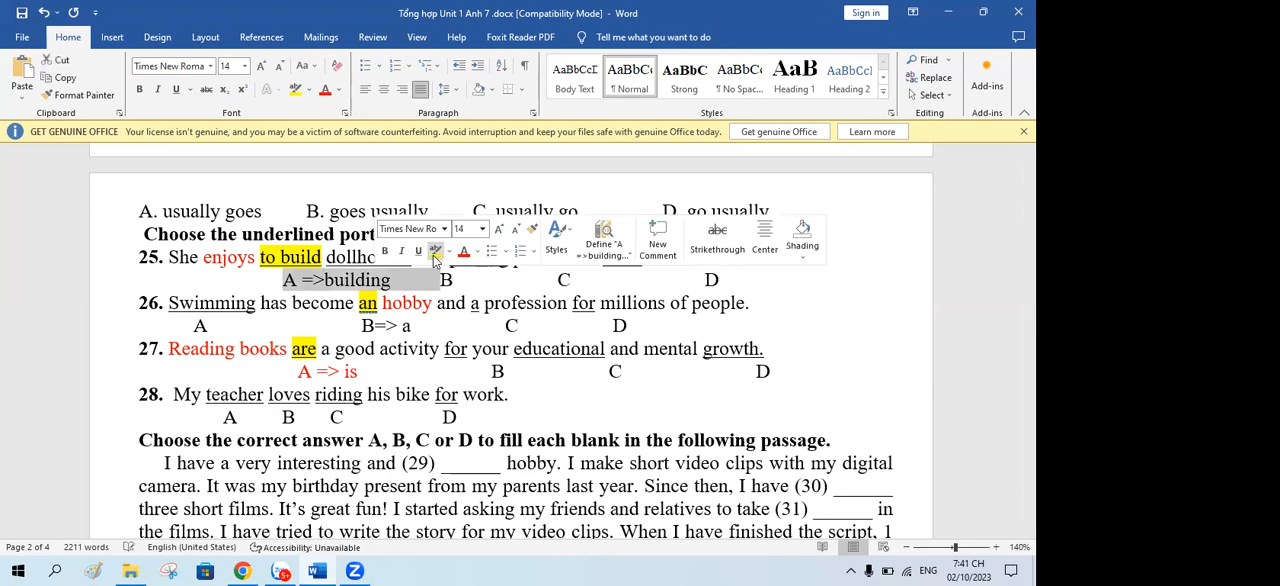 Tổng hợp Unit 1 Anh 7 .docx [Compatibility Mode] - Word
Sign in
File Home Insert Design Layout References Mailings Review View Help Foxit Reader PDF Tell me what you want to do
Paste
Cut
Copy
Format Painter
Times New Roma 14
AaBbCcD AaBbCc AaBbC AaBbCc AaB AaBbCc
Body Text ¶ Normal Strong ¶ No Spac... Heading 1 Heading 2
Find
Replace
Select
Add-ins
Clipboard Font Paragraph Styles Editing Add-ins
GET GENUINE OFFICE Your license isn't genuine, and you may be a victim of software counterfeiting. Avoid interruption and keep your files safe with genuine Office today. Get genuine Office Learn more
A. usually goes B. goes usually C. usually go D. go usually
Choose the underlined port
Times New Ro 14
Styles Define "A =>building..." New Comment Strikethrough Center Shading
25. She enjoys to build dollho
A =>building B C D
26. Swimming has become an hobby and a profession for millions of people.
A B=> a C D
27. Reading books are a good activity for your educational and mental growth.
A => is B C D
28. My teacher loves riding his bike for work.
A B C D
Choose the correct answer A, B, C or D to fill each blank in the following passage.
I have a very interesting and (29) ______ hobby. I make short video clips with my digital
camera. It was my birthday present from my parents last year. Since then, I have (30) ______
three short films. It's great fun! I started asking my friends and relatives to take (31) ______ in
the films. I have tried to write the story for my video clips. When I have finished the script, 1
Page 2 of 4 2211 words English (United States) Accessibility: Unavailable 140%
ENG 7:41 CH
02/10/2023